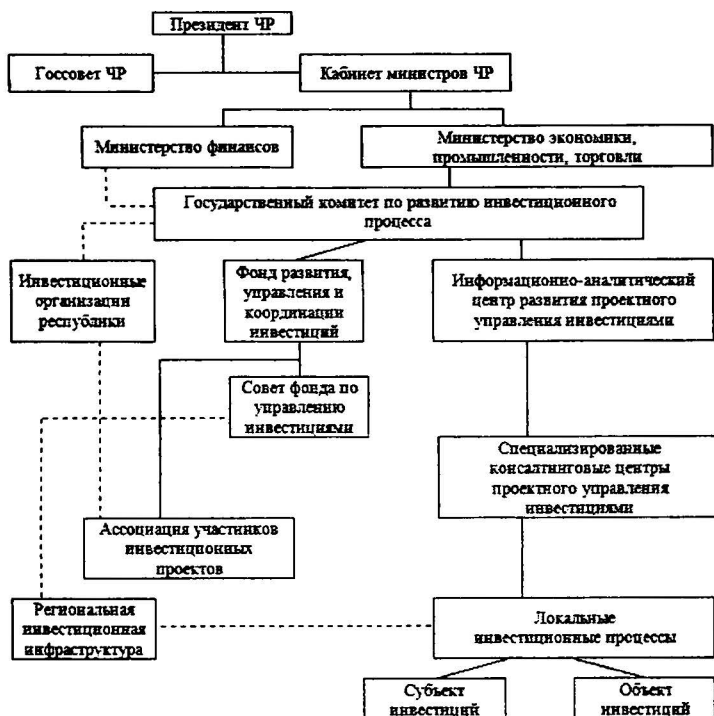 Президент ЧР
Госсовет ЧР
Кабинет министров ЧР
Министерство финансов
Министерство экономики,
промышленности, торговли
Государственный комитет по развитию инвестиционного
процесса
Инвестиционные
организации
республики
Фонд развития,
управления и
координации
инвестиций
Информационно-аналитический
центр развития проектного
управления инвестициями
Совет фонда по
управлению
инвестициями
Специализированные
консалтинговые центры
проектного управления
инвестициями
Ассоциация участников
инвестиционных
проектов
Региональная
инвестиционная
инфраструктура
Локальные
инвестиционные процессы
Субъект
инвестиций
Объект
инвестиций